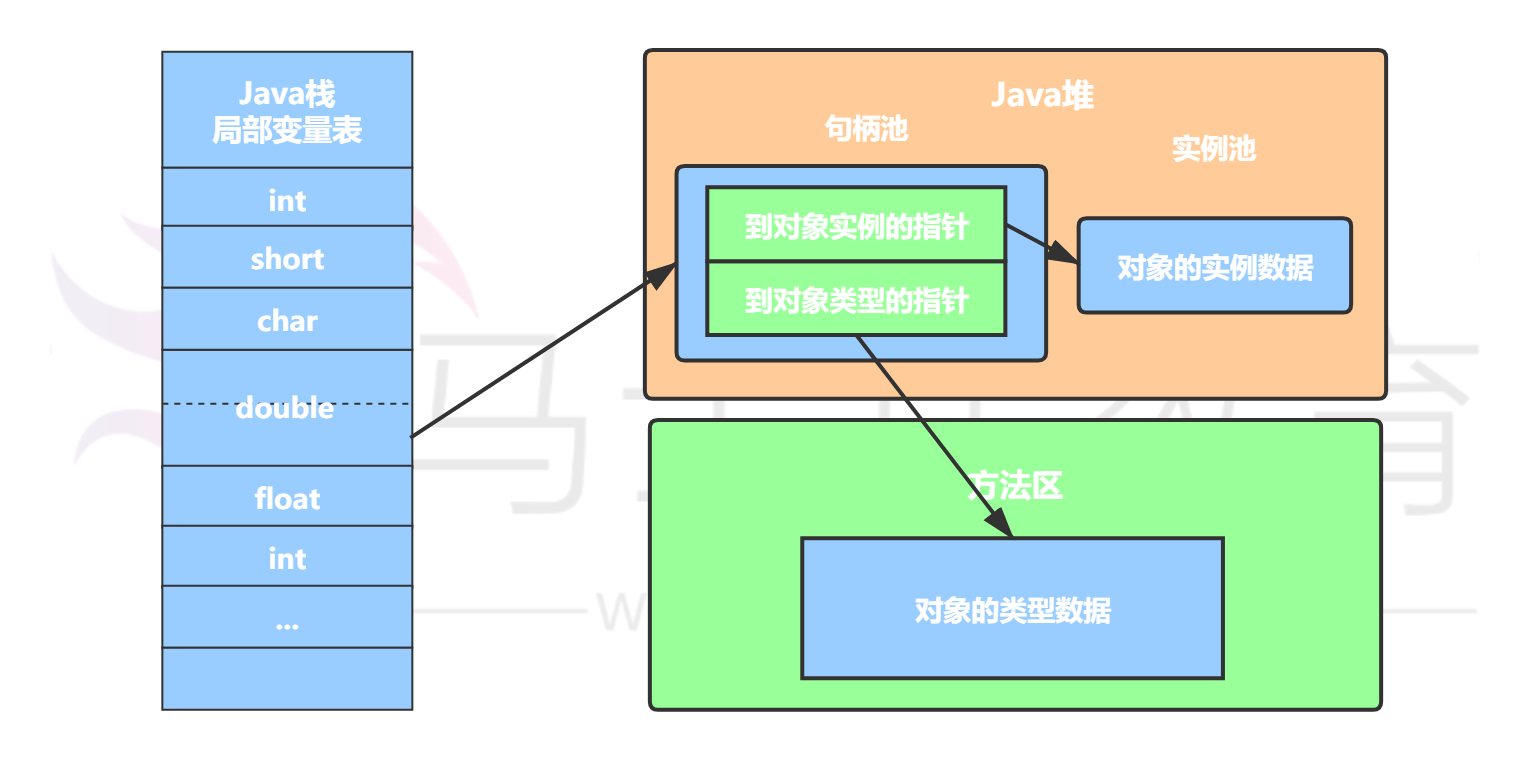 Java栈
局部变量表
int
short
char
double
float
int
...
Java堆
句柄池
实例池
到对象实例的指针
到对象类型的指针
对象的实例数据
方法区
对象的类型数据
马
育
w